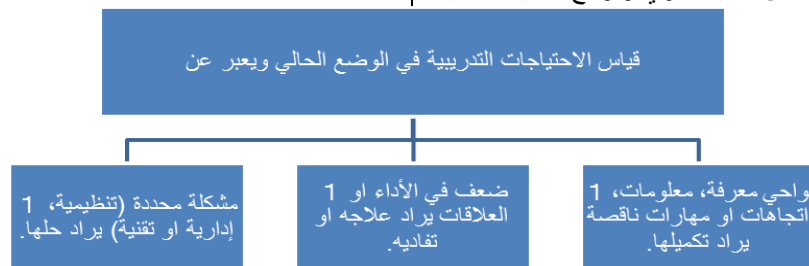 قياس الاحتياجات التدريبية في الوضع الحالي ويعبر عن
واحي معرفة، معلومات، 1
اتجاهات او مهارات ناقصة
يراد تكميلها.
ضعف في الأداء او 1
العلاقات يراد علاجه او
تفاديه.
مشكلة محددة (تنظيمية، 1
إدارية او تقنية) يراد حلها.